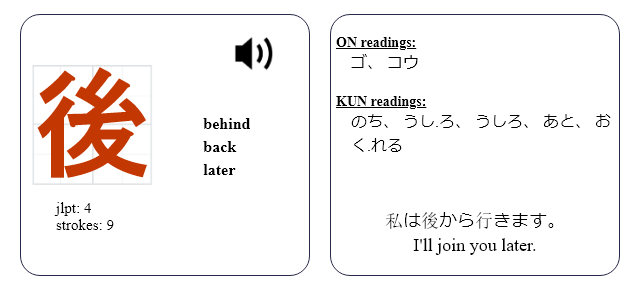 後
behind
back
later
jlpt: 4
strokes: 9
ON readings:
ゴ、 コウ
KUN readings:
のち、 うし.ろ、 うしろ、 あと、 お
く.れる
私は後から行きます。
I'll join you later.